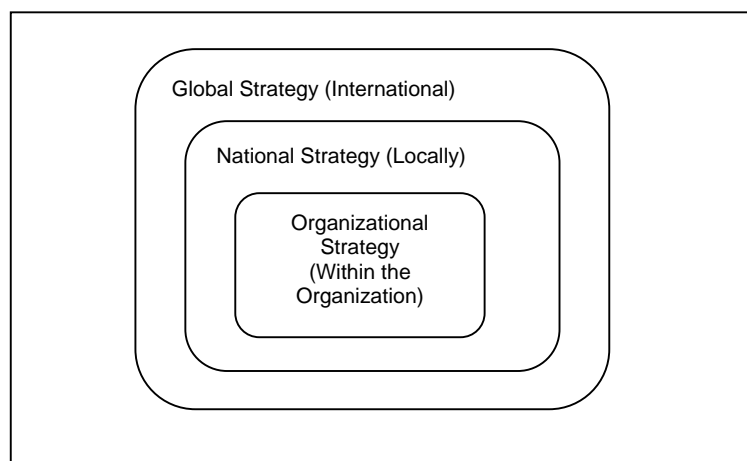 Global Strategy (International)
National Strategy (Locally)
Organizational
Strategy
(Within the
Organization)